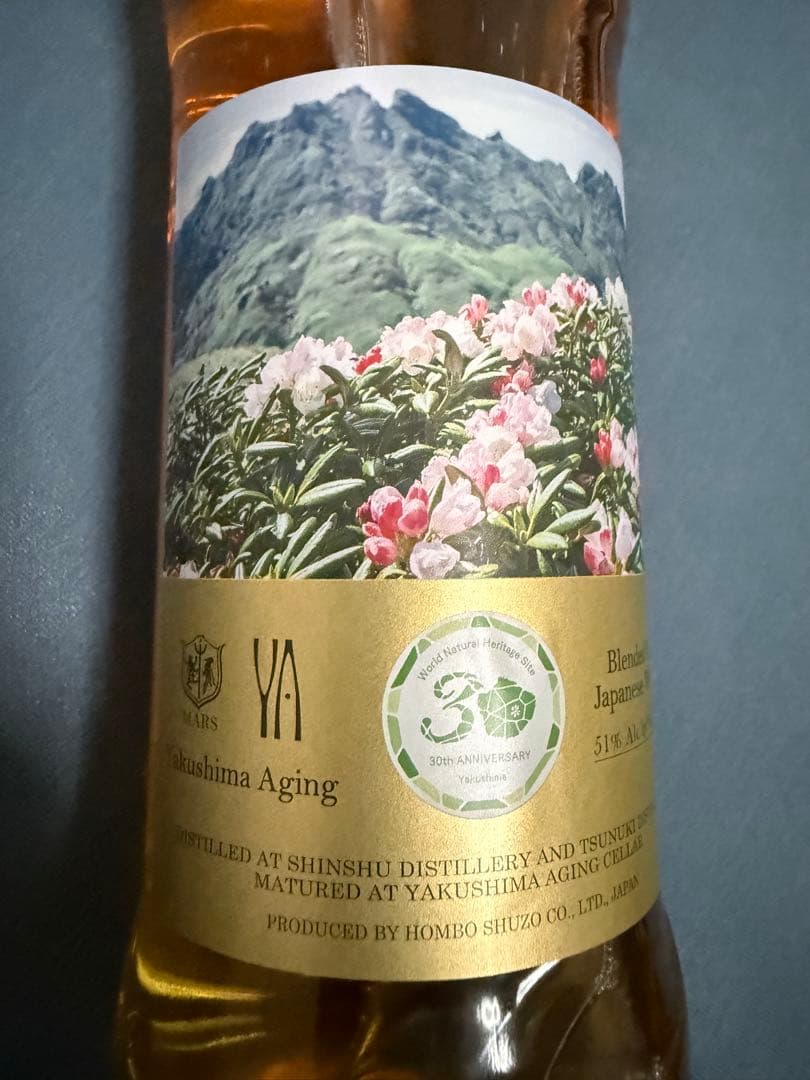 MARS
YA
Yakushima Aging
World Natural Heritage Site
30
30th ANNIVERSARY
Yakushima
Japanese
51% Alc.
DISTILLED AT SHINSHU DISTILLERY AND TSUNUKI
MATURED AT YAKUSHIMA AGING CELLAR
PRODUCED BY HOMBO SHUZO CO., LTD., JAPAN